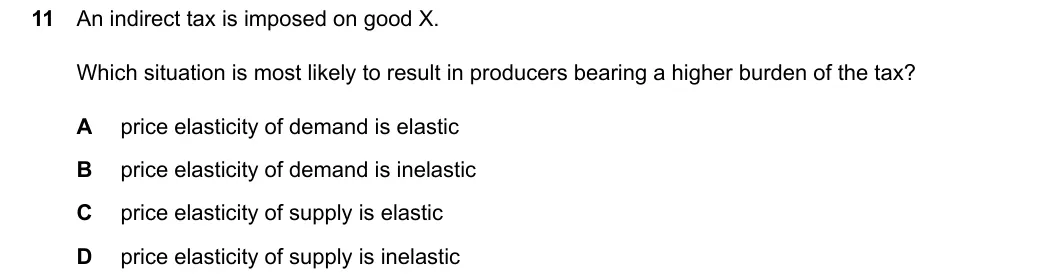 11 An indirect tax is imposed on good X.
Which situation is most likely to result in producers bearing a higher burden of the tax?
A price elasticity of demand is elastic
B price elasticity of demand is inelastic
C price elasticity of supply is elastic
D price elasticity of supply is inelastic